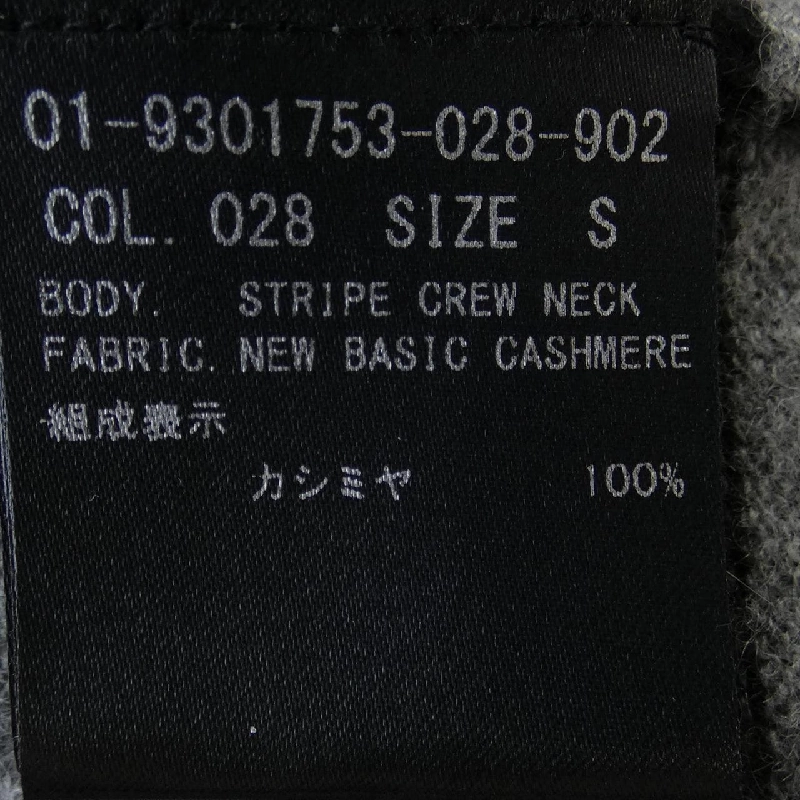 01-9301753-028-902
COL. 028 SIZE S
BODY. STRIPE CREW NECK
FABRIC. NEW BASIC CASHMERE
組成表示
カシミヤ 100%